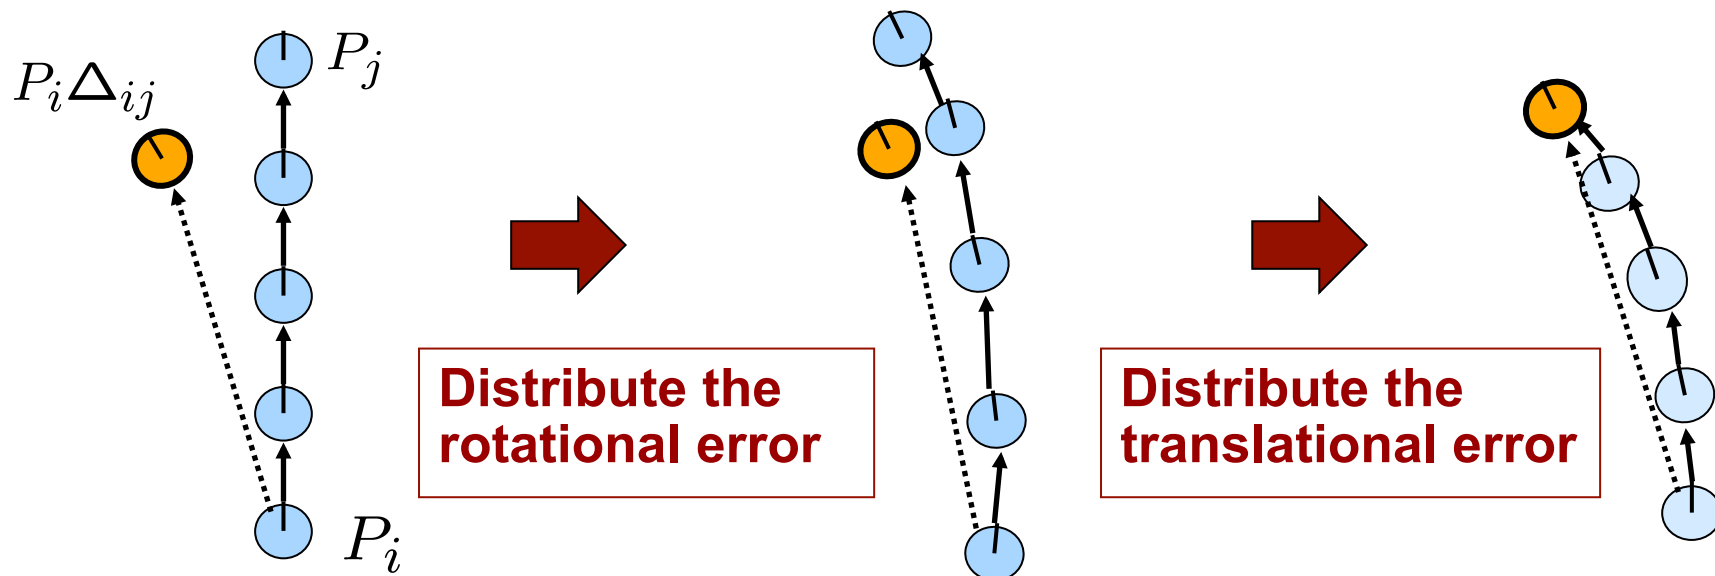 P_j
P_iΔ_ij
Distribute the
rotational error
Distribute the
translational error
P_i